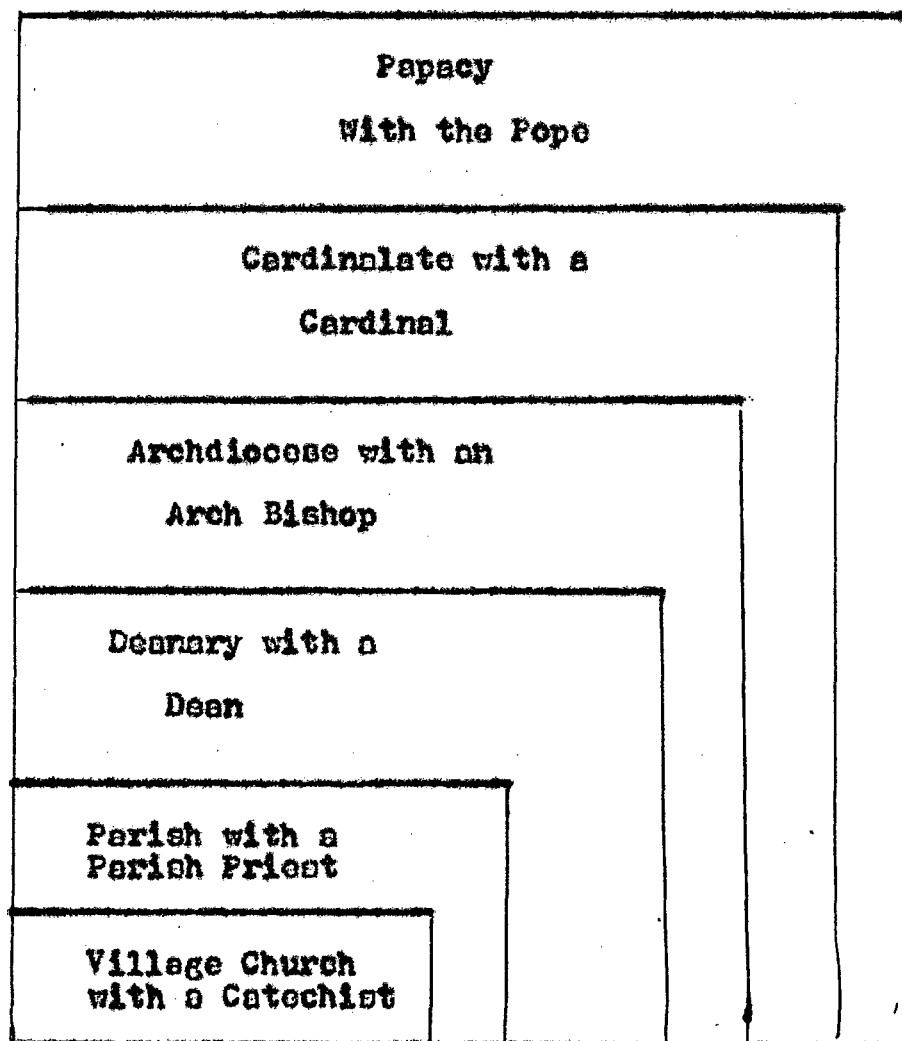 Papacy
With the Pope
Cardinalate with a
Cardinal
Archdiocese with an
Arch Bishop
Deanary with a
Dean
Parish with a
Parish Priest
Village Church
with a Catechist